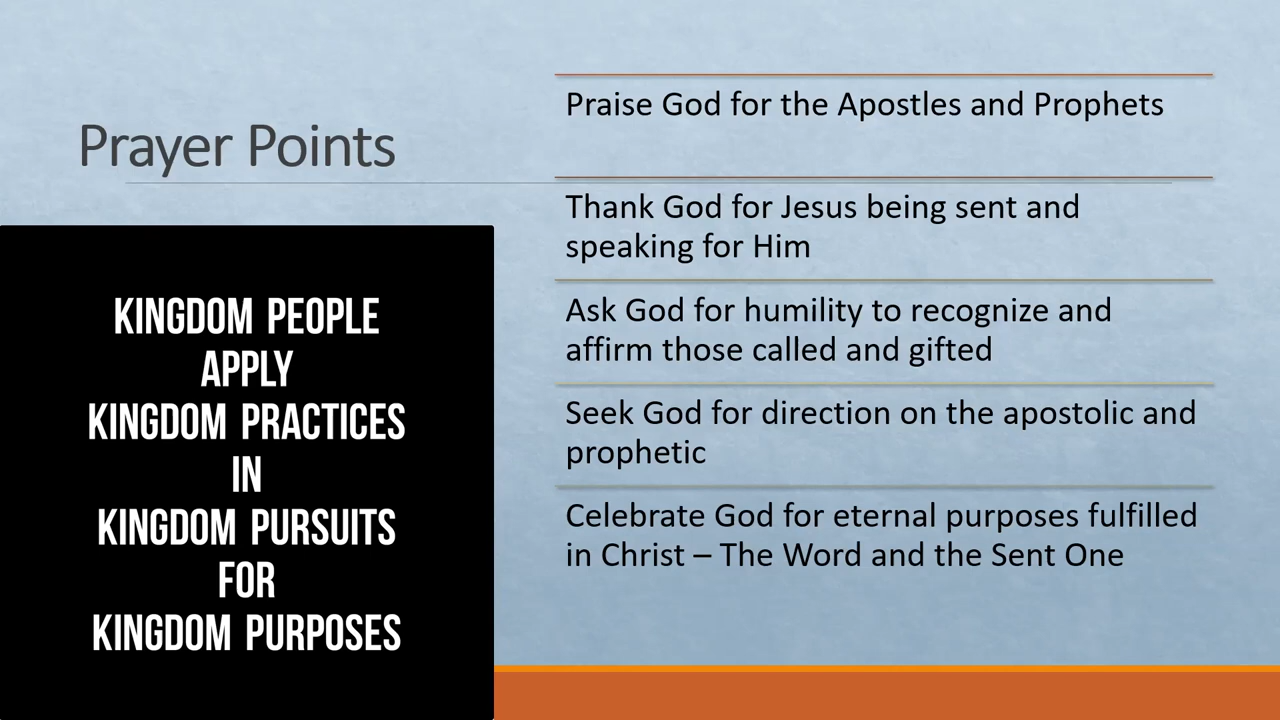 Prayer Points
KINGDOM PEOPLE
APPLY
KINGDOM PRACTICES
IN
KINGDOM PURSUITS
FOR
KINGDOM PURPOSES
Praise God for the Apostles and Prophets
Thank God for Jesus being sent and
speaking for Him
Ask God for humility to recognize and
affirm those called and gifted
Seek God for direction on the apostolic and
prophetic
Celebrate God for eternal purposes fulfilled
in Christ – The Word and the Sent One